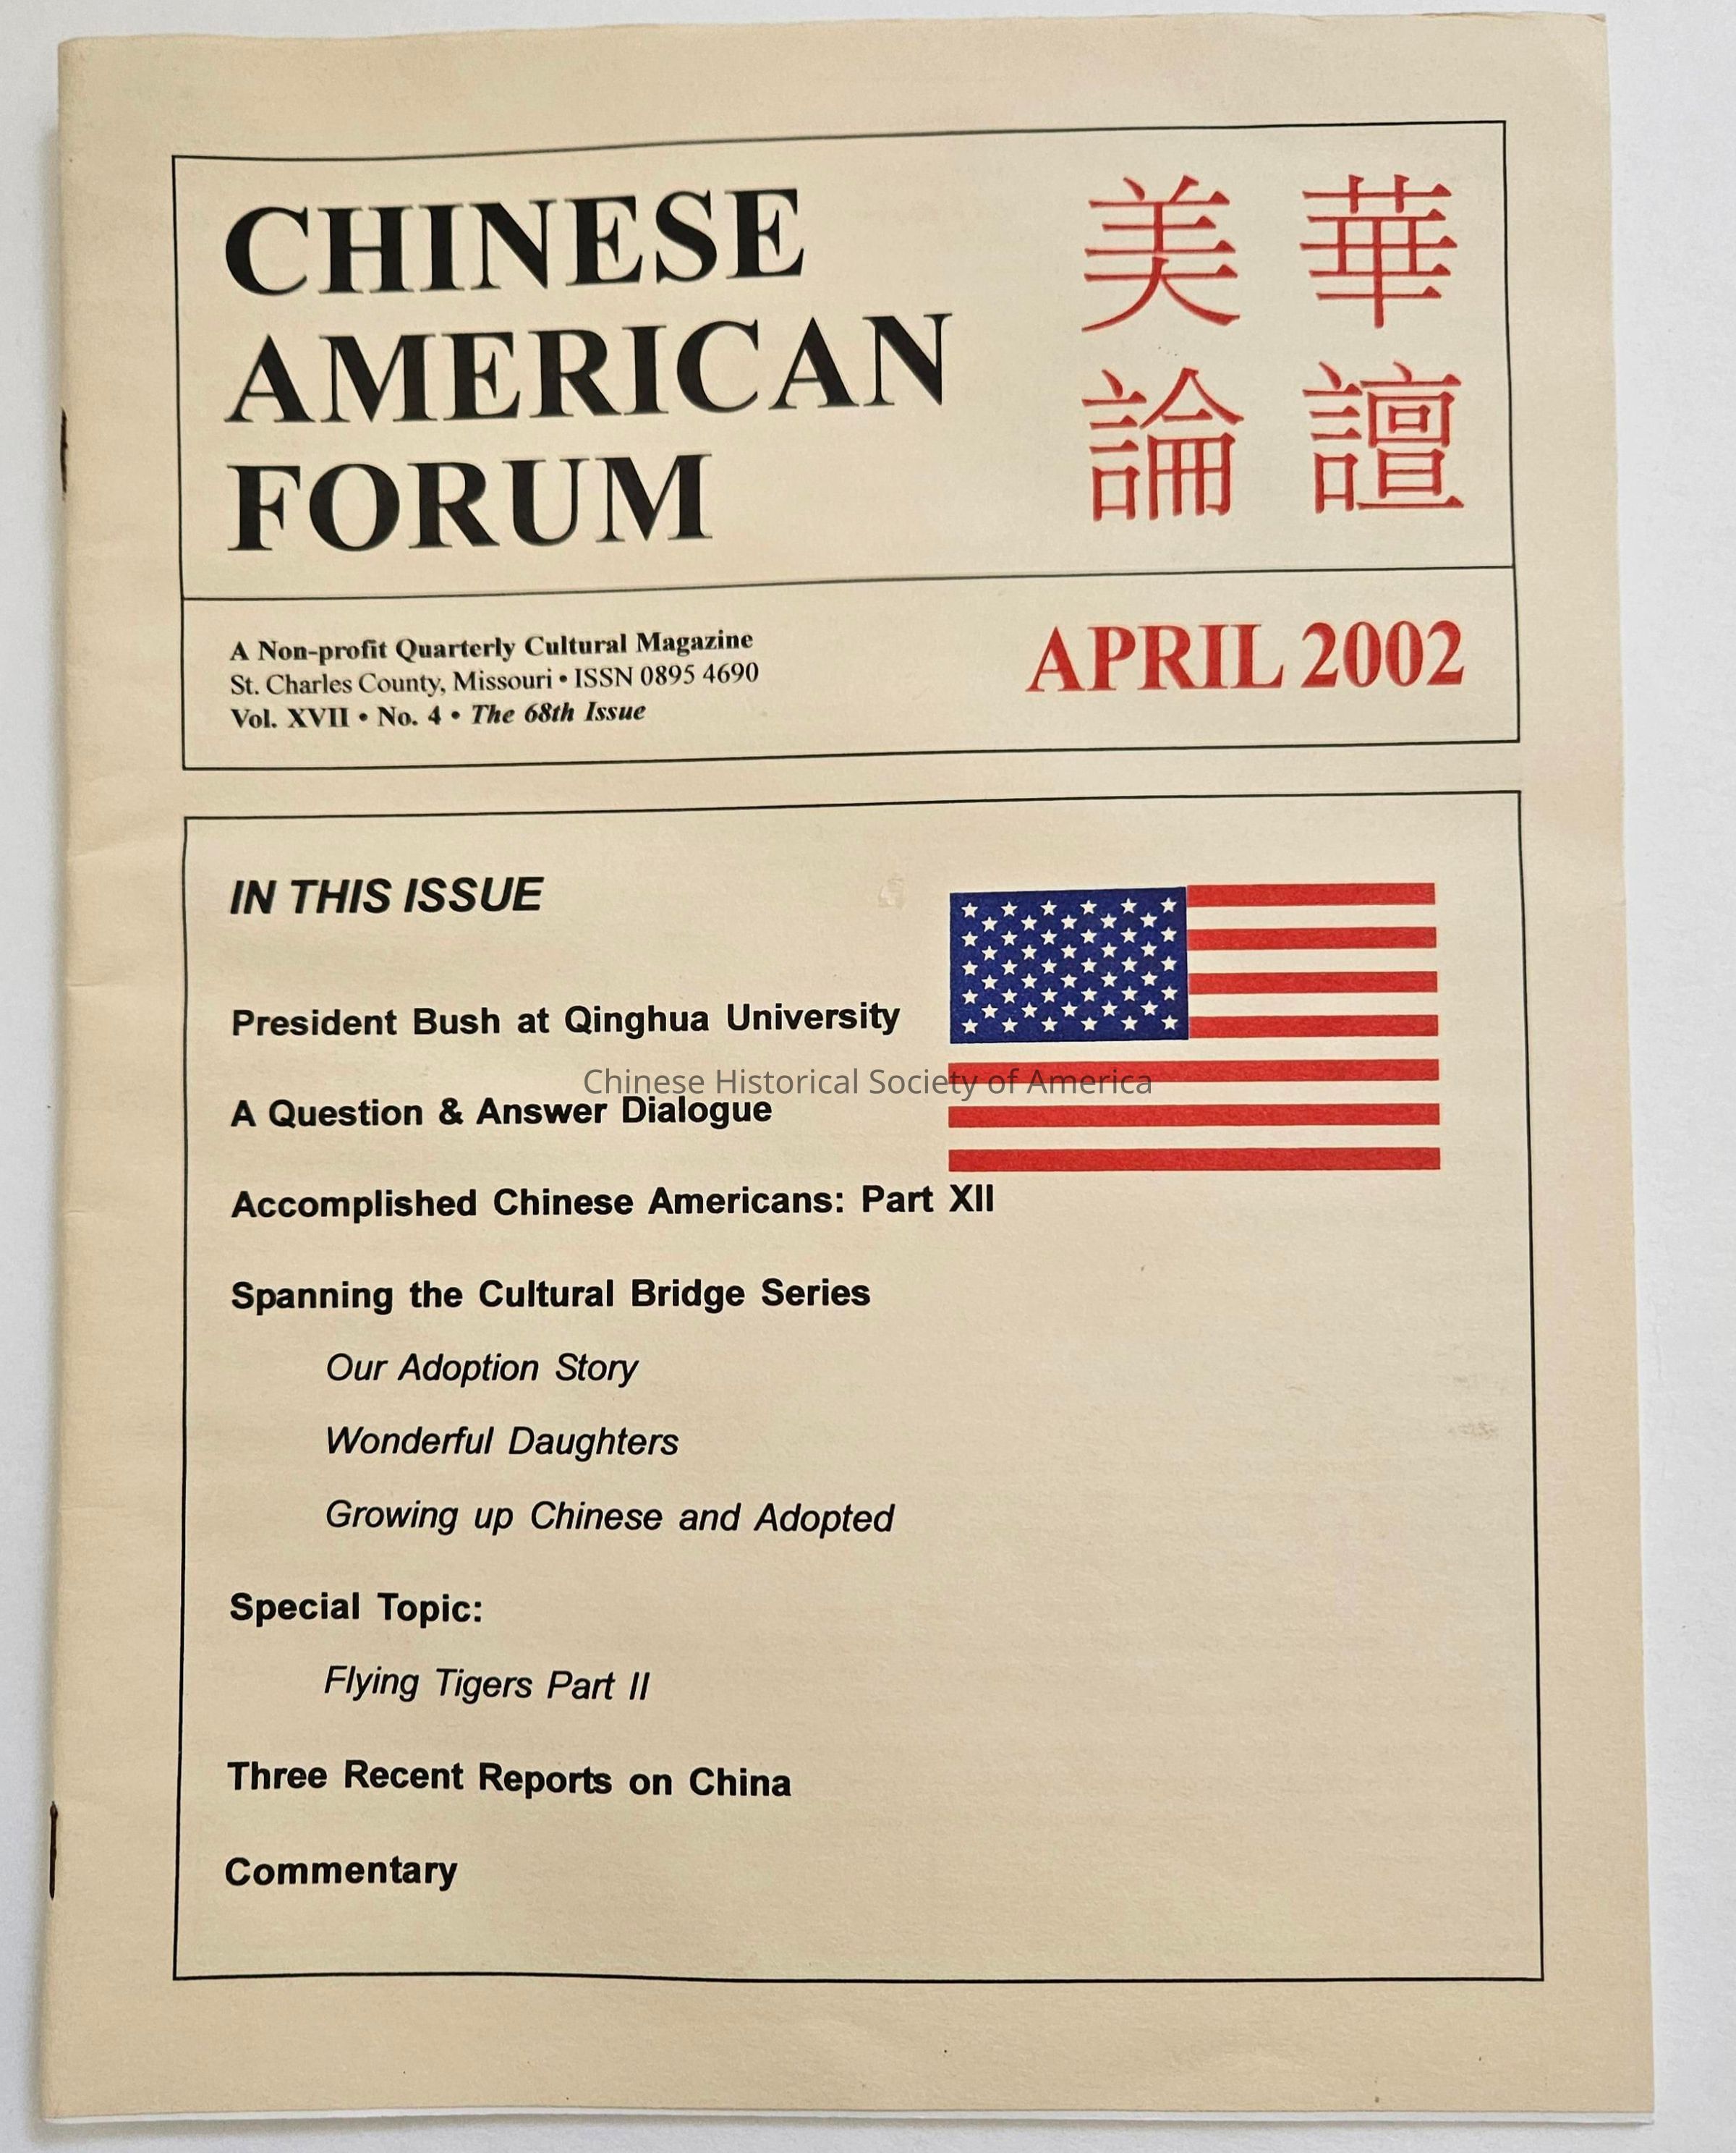 CHINESE
AMERICAN
FORUM
美華
論壇
A Non-profit Quarterly Cultural Magazine
St. Charles County, Missouri • ISSN 0895 4690
Vol. XVII • No. 4 • The 68th Issue
APRIL 2002
IN THIS ISSUE
President Bush at Qinghua University
Chinese Historical Society of America
A Question & Answer Dialogue
Accomplished Chinese Americans: Part XII
Spanning the Cultural Bridge Series
Our Adoption Story
Wonderful Daughters
Growing up Chinese and Adopted
Special Topic:
Flying Tigers Part II
Three Recent Reports on China
Commentary